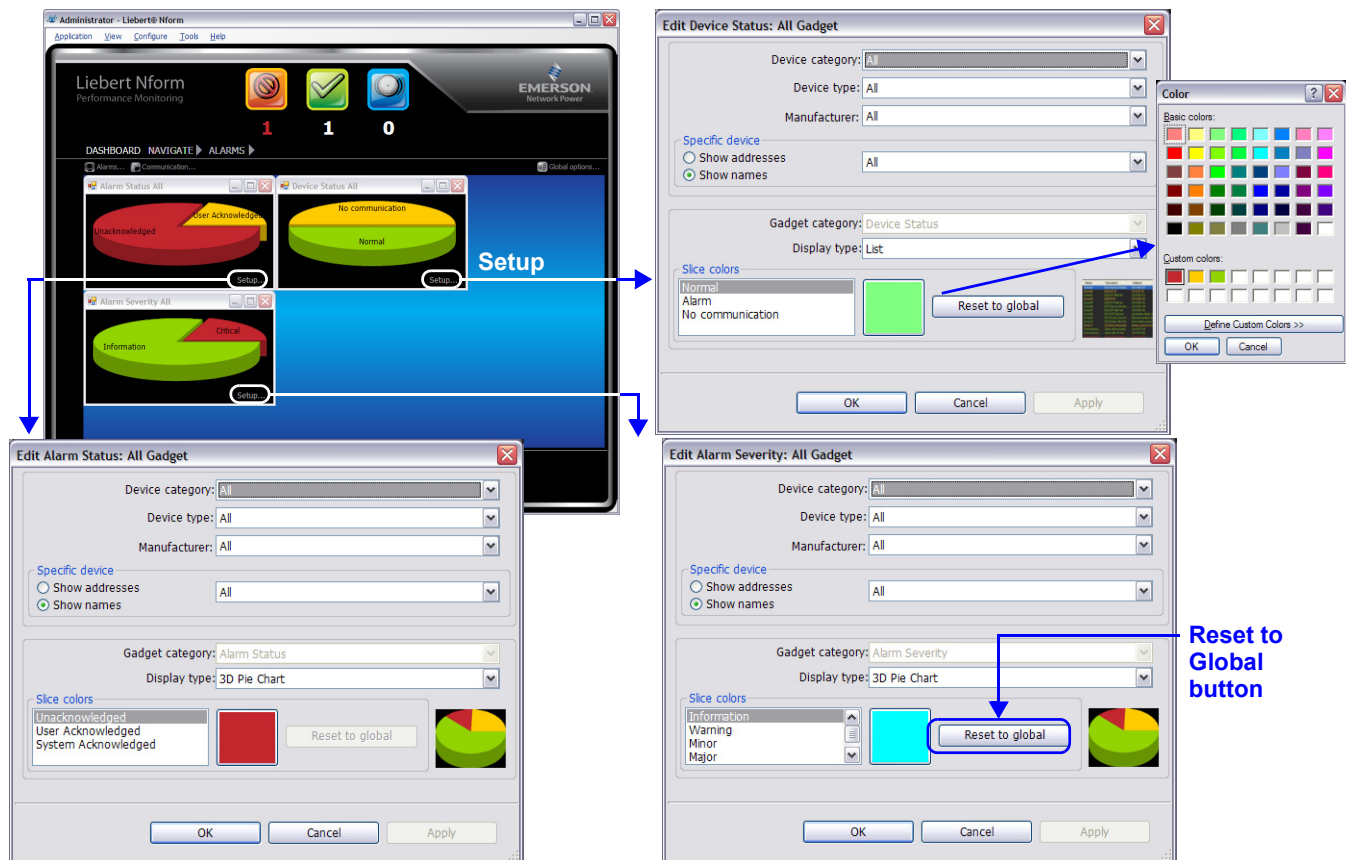 Administrator - Liebert® Nform
Application View Configure Tools Help
Liebert Nform
Performance Monitoring
EMERSON
Network Power
1 1 0
DASHBOARD NAVIGATE ALARMS
Alarms... Communication... Global options...
Alarm Status All
User Acknowledged
Unacknowledged
Setup...
Device Status All
No communication
Normal
Setup...
Setup
Alarm Severity All
Critical
Information
Setup...
Edit Device Status: All Gadget
Device category: All
Device type: All
Manufacturer: All
Specific device
Show addresses
Show names
All
Gadget category: Device Status
Display type: List
Slice colors
Normal
Alarm
No communication
Reset to global
OK Cancel Apply
Color
?
Basic colors:
Custom colors:
Define Custom Colors >>
OK Cancel
Edit Alarm Status: All Gadget
Device category: All
Device type: All
Manufacturer: All
Specific device
Show addresses
Show names
All
Gadget category: Alarm Status
Display type: 3D Pie Chart
Slice colors
Unacknowledged
User Acknowledged
System Acknowledged
Reset to global
OK Cancel Apply
Edit Alarm Severity: All Gadget
Device category: All
Device type: All
Manufacturer: All
Specific device
Show addresses
Show names
All
Gadget category: Alarm Severity
Display type: 3D Pie Chart
Slice colors
Information
Warning
Minor
Major
Reset to global
OK Cancel Apply
Reset to
Global
button